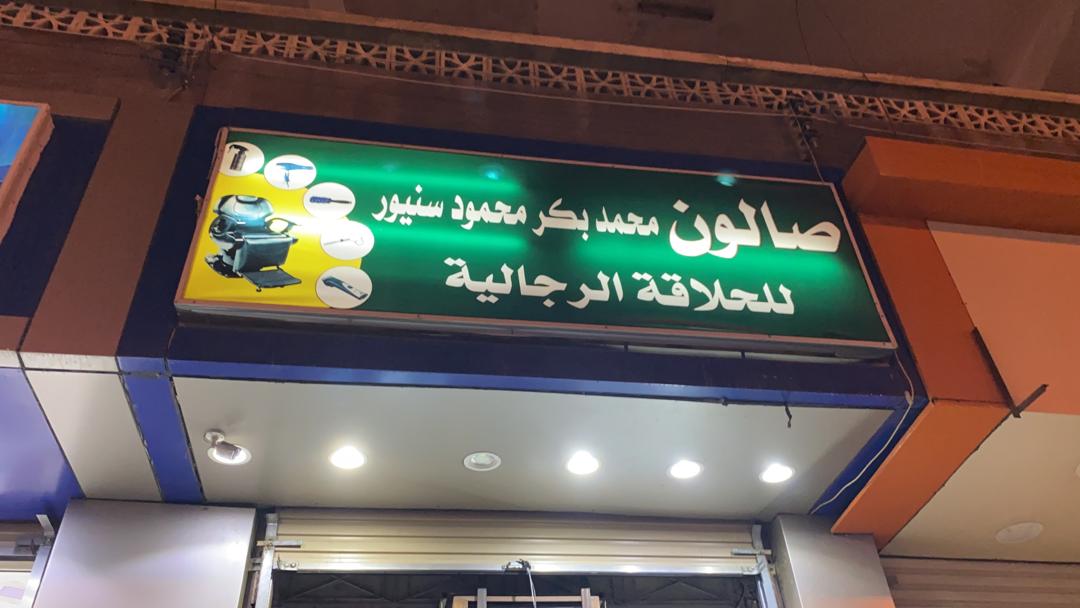 صالون محمد بكر محمود سنيور
للحلاقة الرجالية